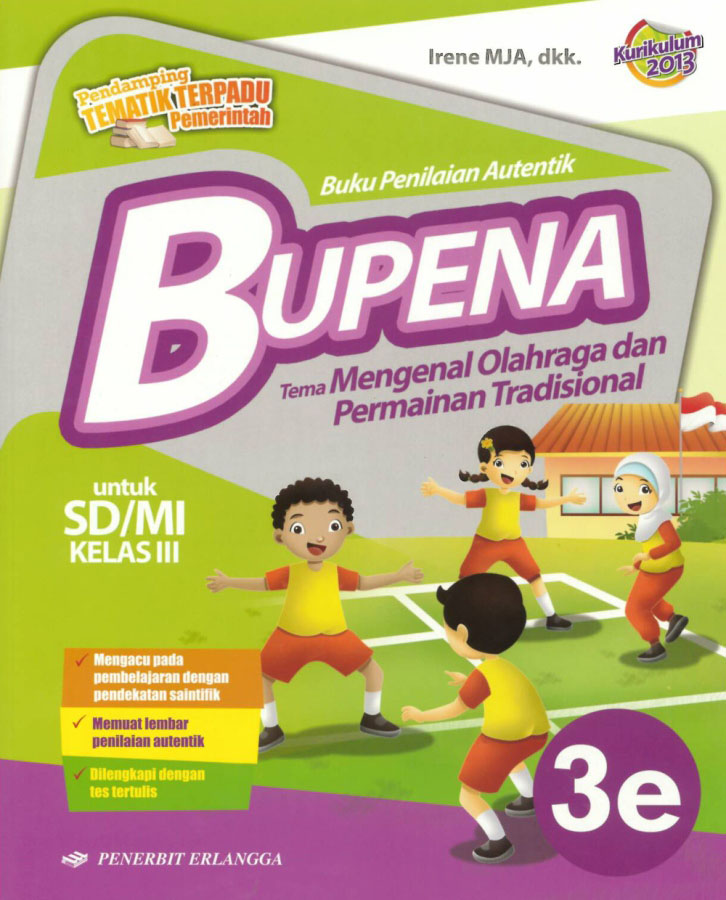 Irene MJA, dkk.
Kurikulum
2013
Pendamping
TEMATIK TERPADU
Pemerintah
Buku Penilaian Autentik
BUPENA
Tema Mengenal Olahraga dan
Permainan Tradisional
untuk
SD/MI
KELAS III
Mengacu pada
pembelajaran dengan
pendekatan saintifik
Memuat lembar
penilaian autentik
Dilengkapi dengan
tes tertulis
3e
PENERBIT ERLANGGA